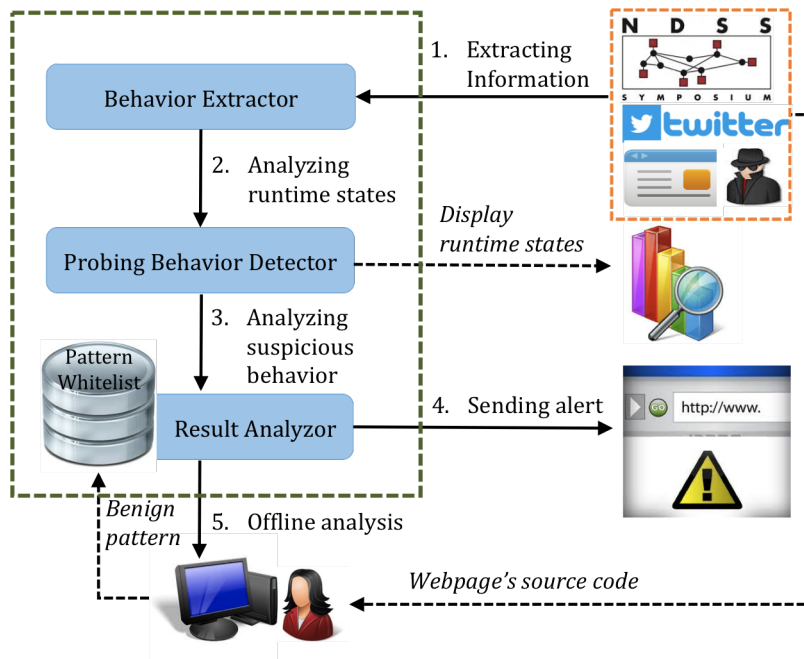 N D S S
SYMPOSIUM
twitter
1. Extracting
Information
Behavior Extractor
2. Analyzing
runtime states
Display
runtime states
Probing Behavior Detector
3. Analyzing
suspicious
behavior
Pattern
Whitelist
Result Analyzor
4. Sending alert
GO
http://www.
Benign
pattern
5. Offline analysis
Webpage's source code